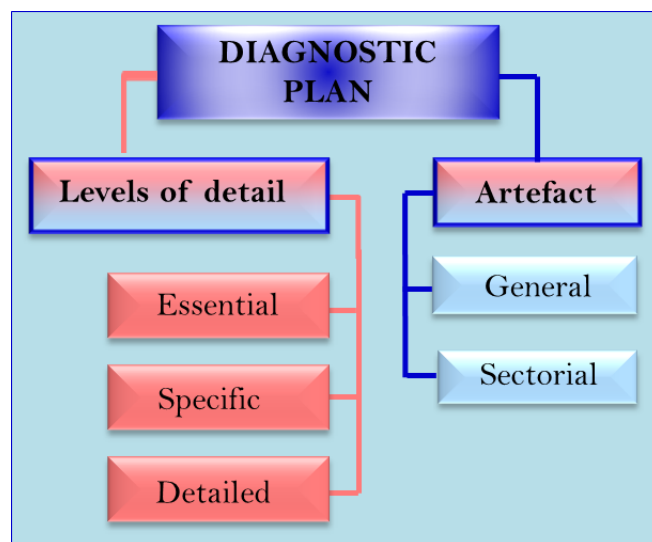 DIAGNOSTIC
PLAN
Levels of detail
Essential
Specific
Detailed
Artefact
General
Sectorial